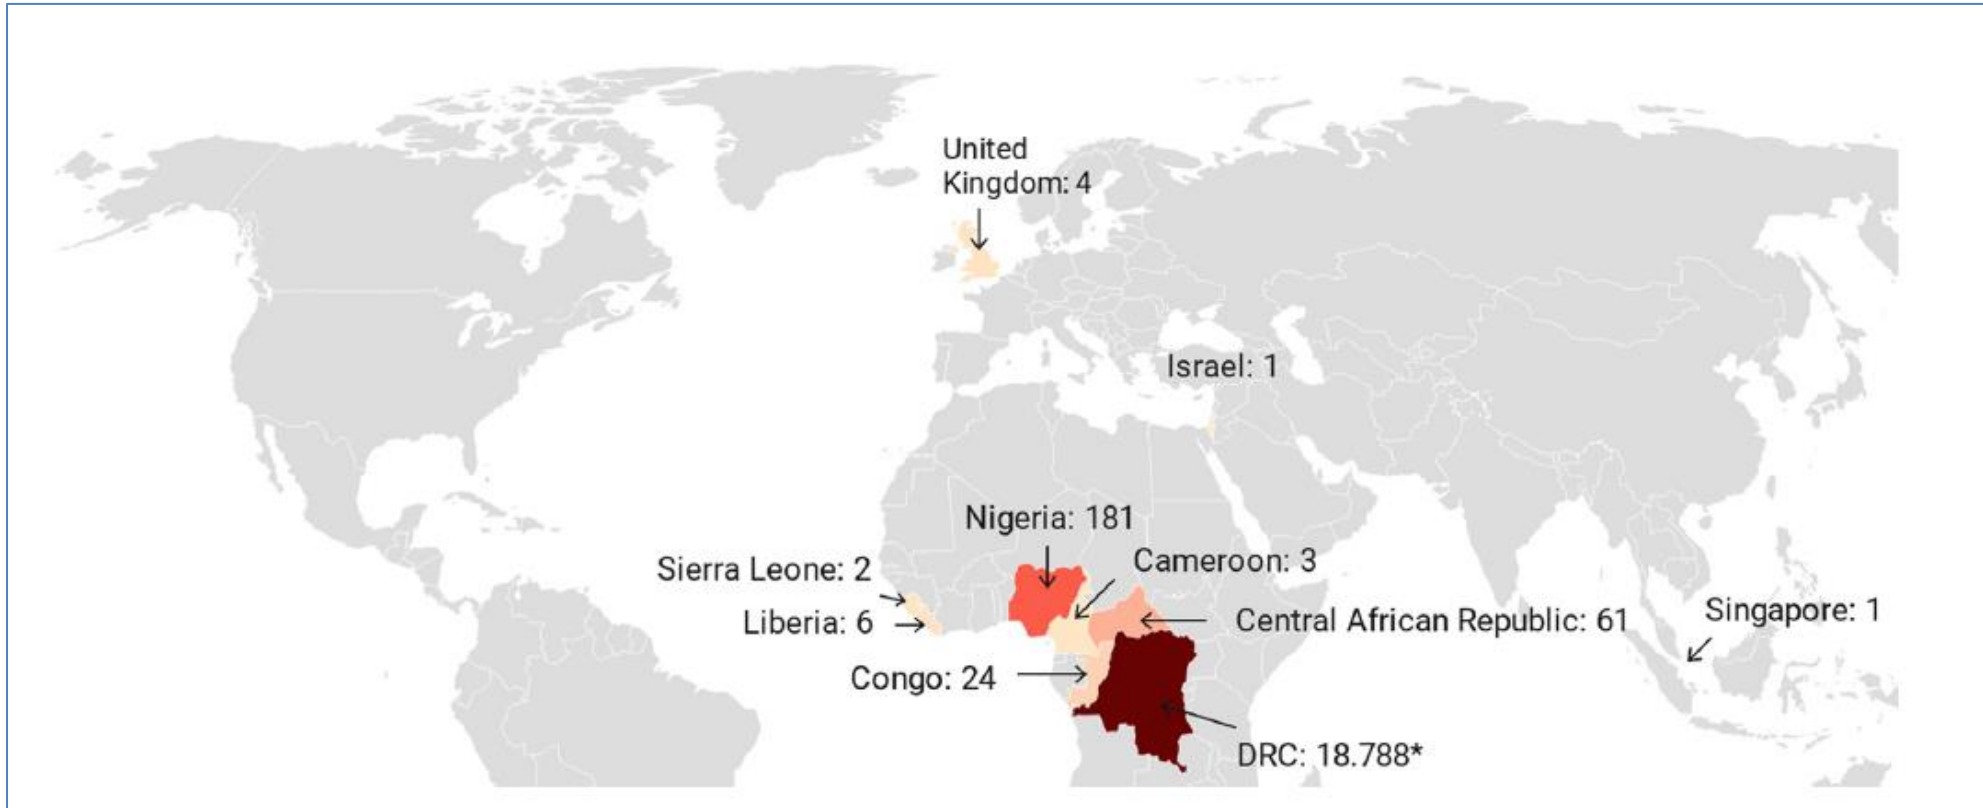 United
Kingdom: 4
Israel: 1
Nigeria: 181
Cameroon: 3
Sierra Leone: 2
Liberia: 6
Central African Republic: 61
Singapore: 1
Congo: 24
DRC: 18.788*